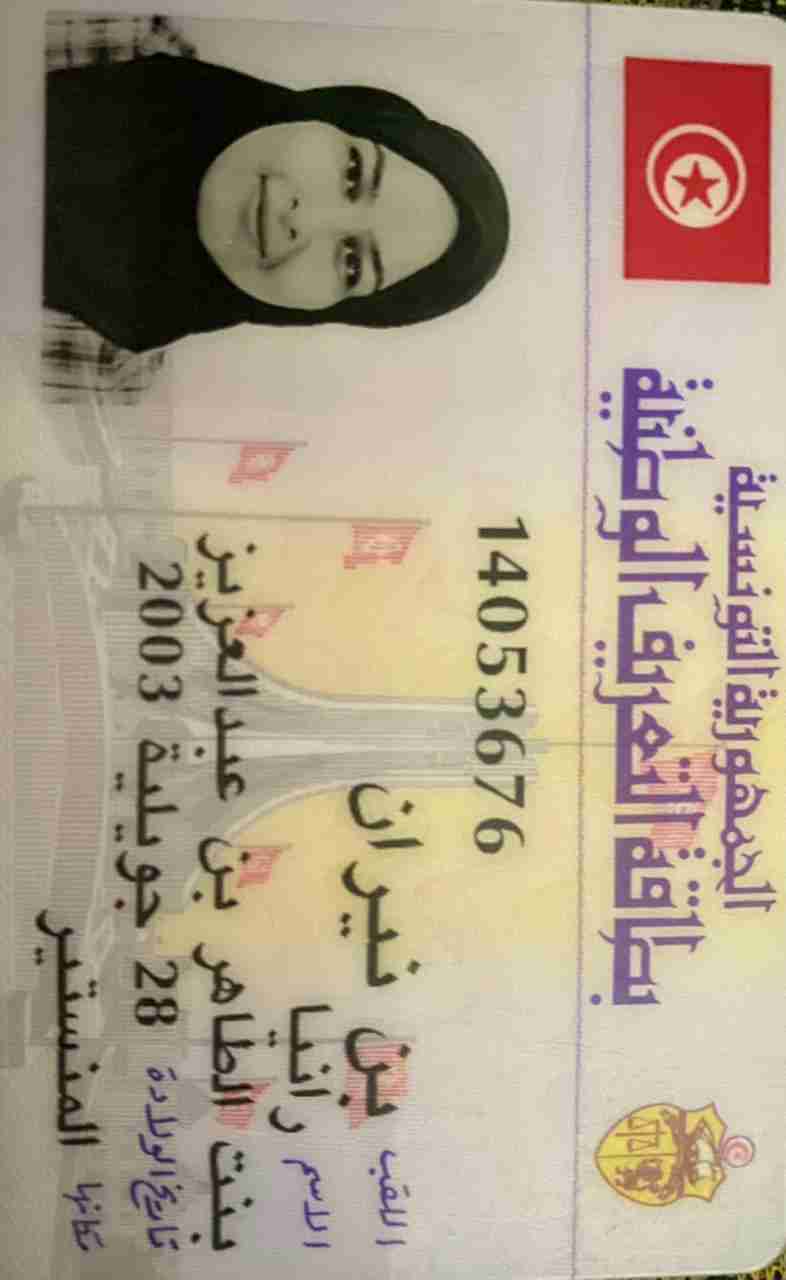 الجمهورية التونسية
بطاقة التعريف الوطنية
14053676
اللقب بن نيران
الاسم رانيا
بنت الطاهر بن عبد العزيز
تاريخ الولادة 28 جويلية 2003
مكانها المنستير